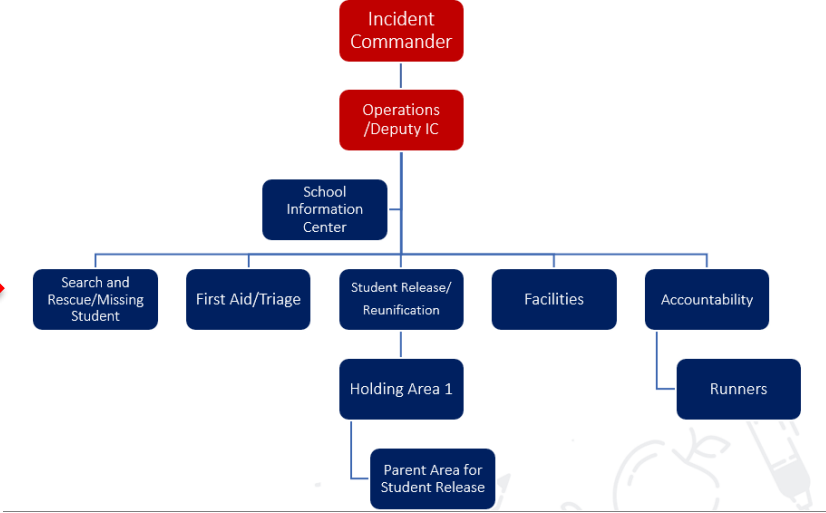 Incident
Commander
Operations
/Deputy IC
School
Information
Center
Search and
Rescue/Missing
Student
First Aid/Triage
Student Release/
Reunification
Facilities
Accountability
Holding Area 1
Runners
Parent Area for
Student Release